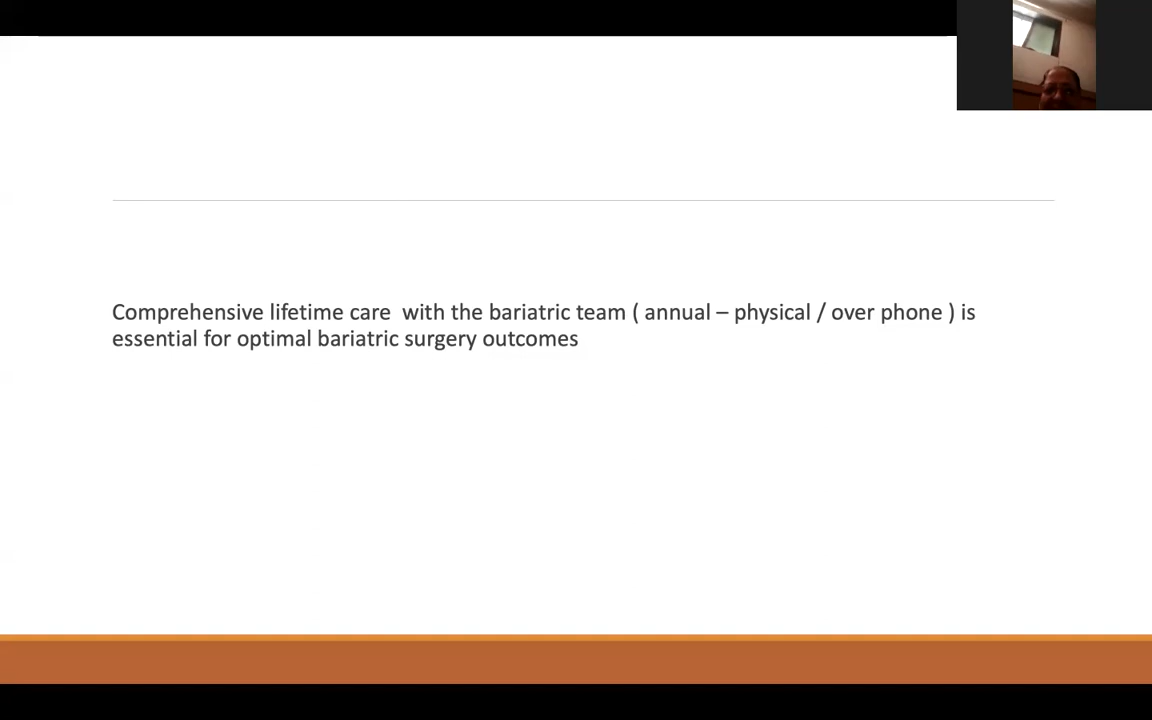 Comprehensive lifetime care  with the bariatric team ( annual – physical / over phone ) is
essential for optimal bariatric surgery outcomes